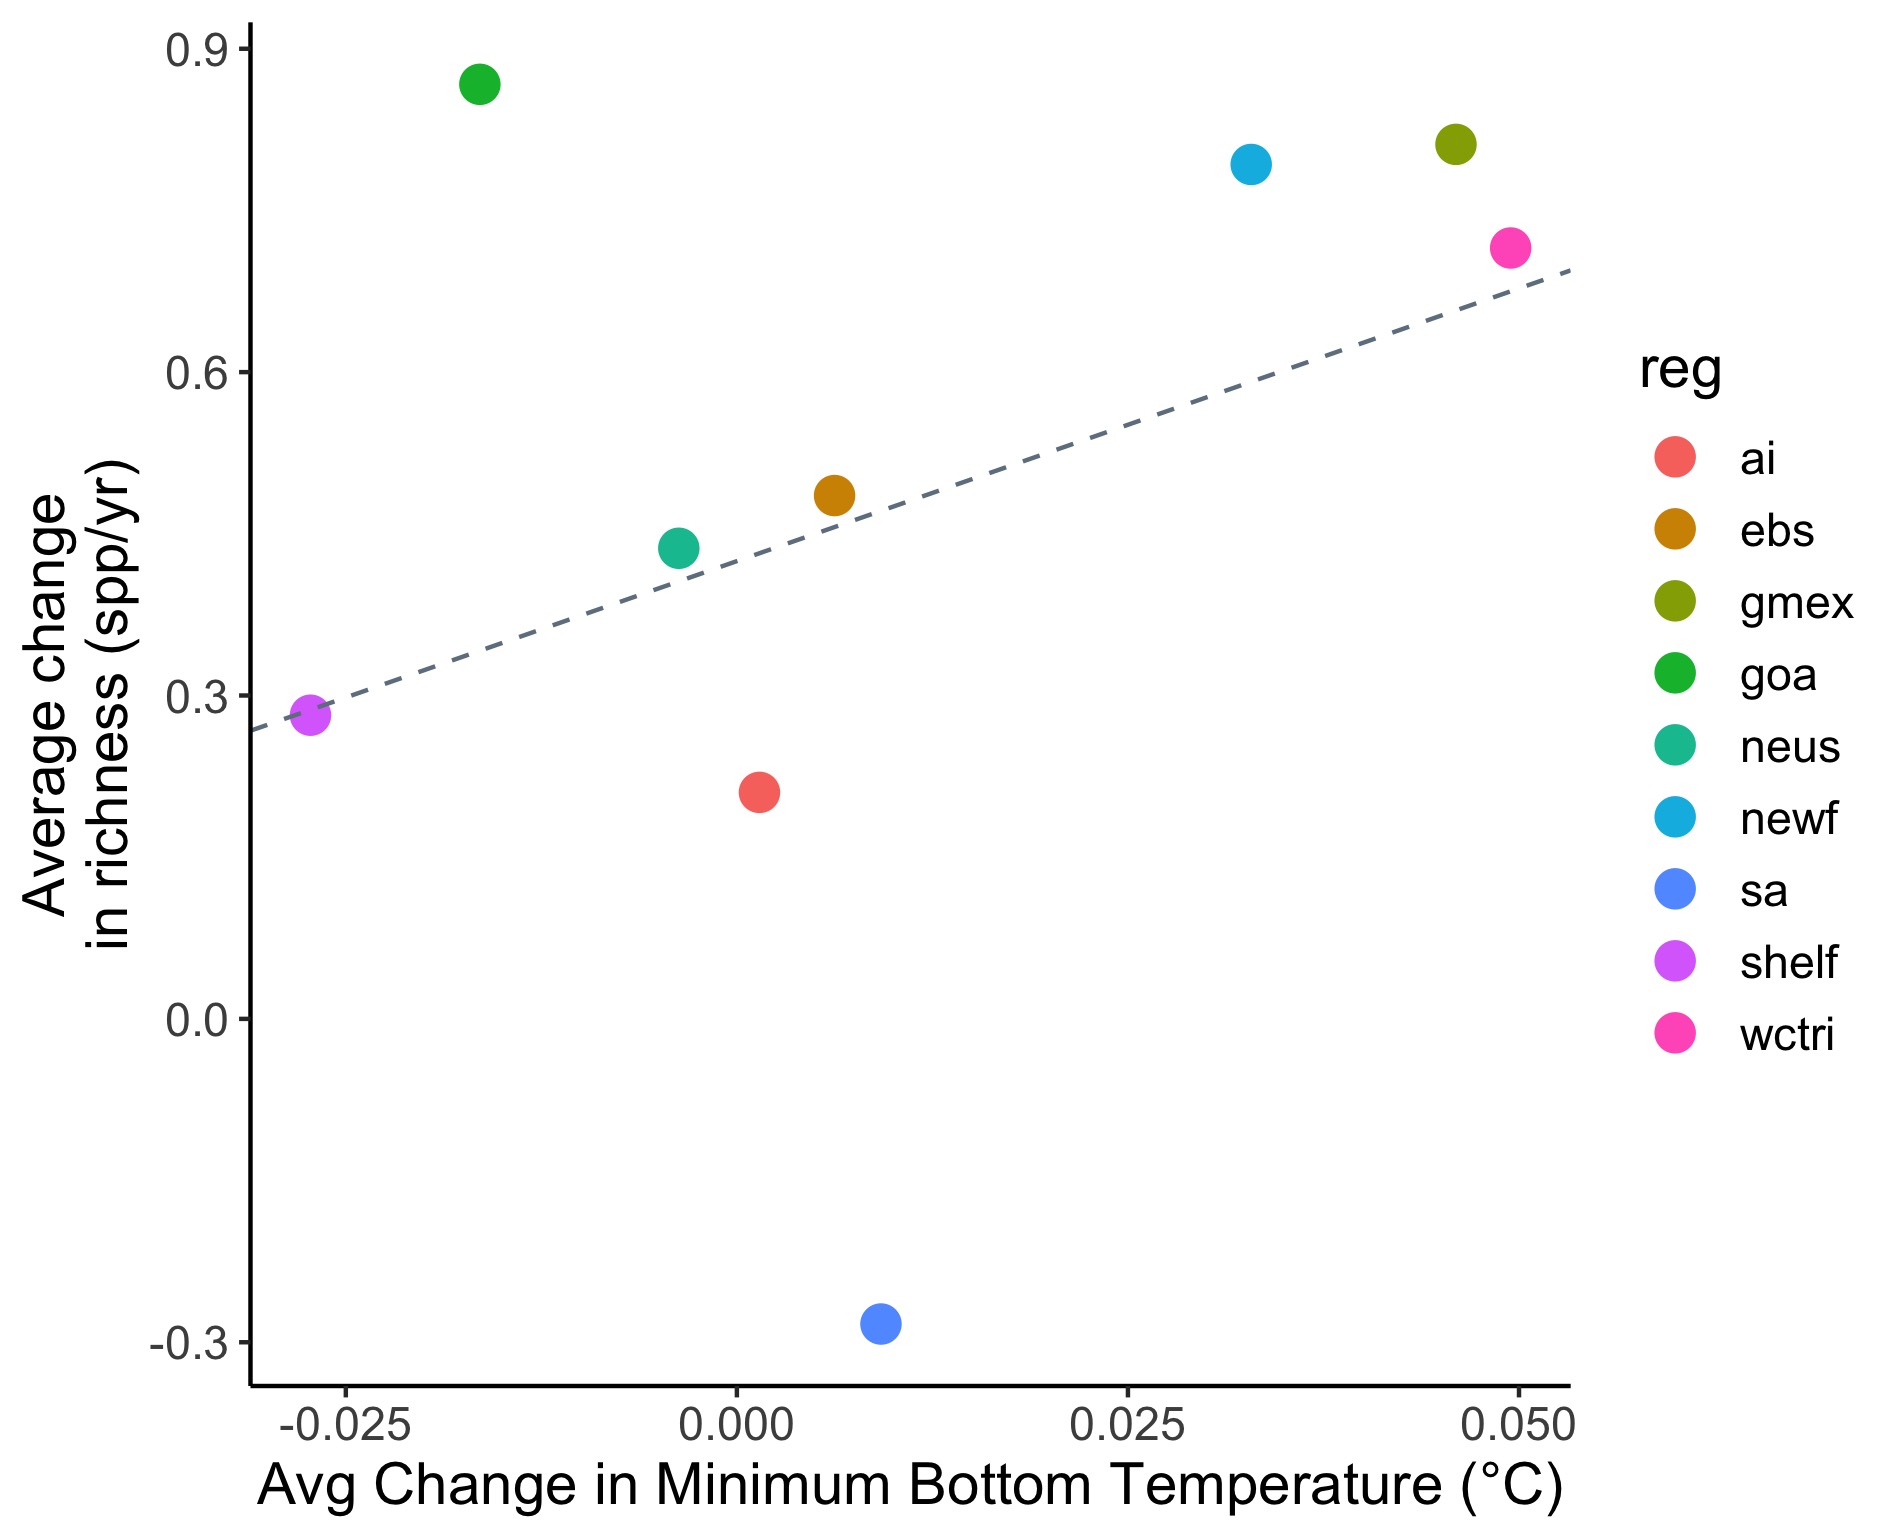 0.9
0.6
0.3
0.0
-0.3
Average change
in richness (spp/yr)
-0.025
0.000
0.025
0.050
Avg Change in Minimum Bottom Temperature (°C)
reg
ai
ebs
gmex
goa
neus
newf
sa
shelf
wctri